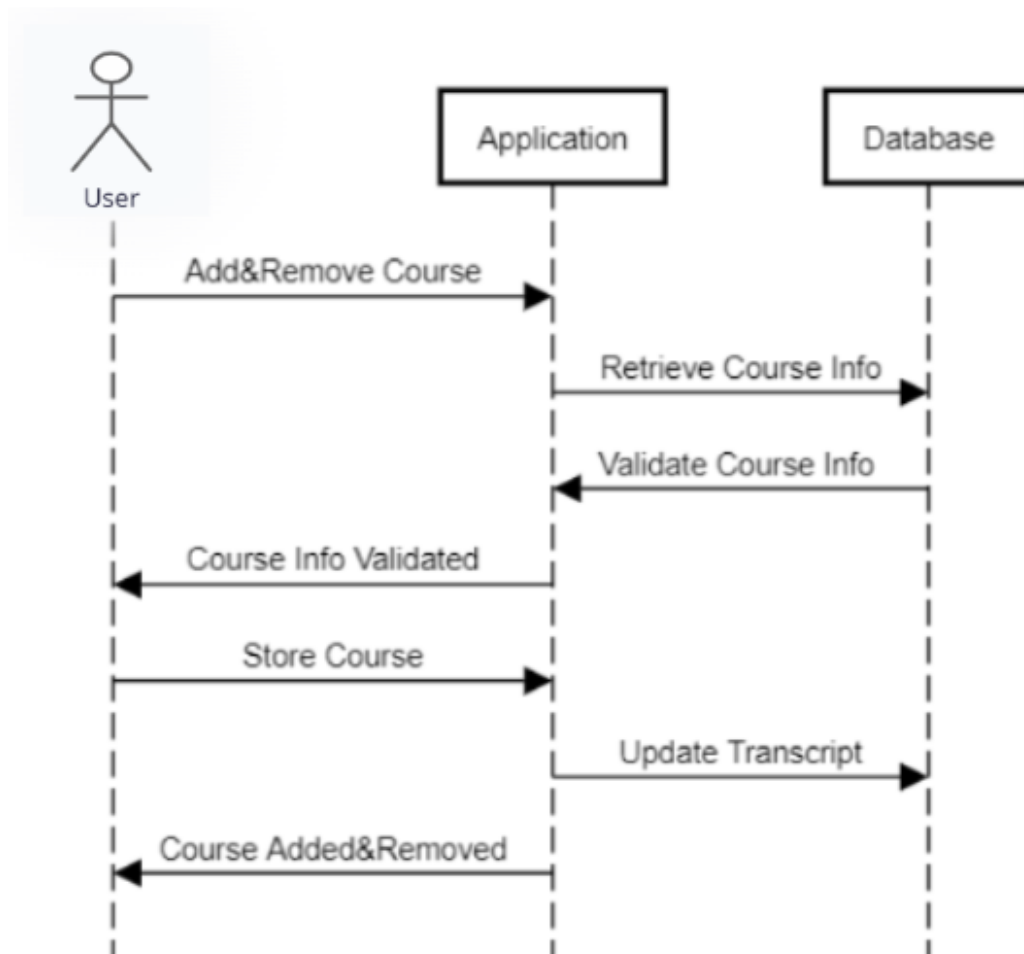 User
Application
Database
Add&Remove Course
Retrieve Course Info
Validate Course Info
Course Info Validated
Store Course
Update Transcript
Course Added&Removed